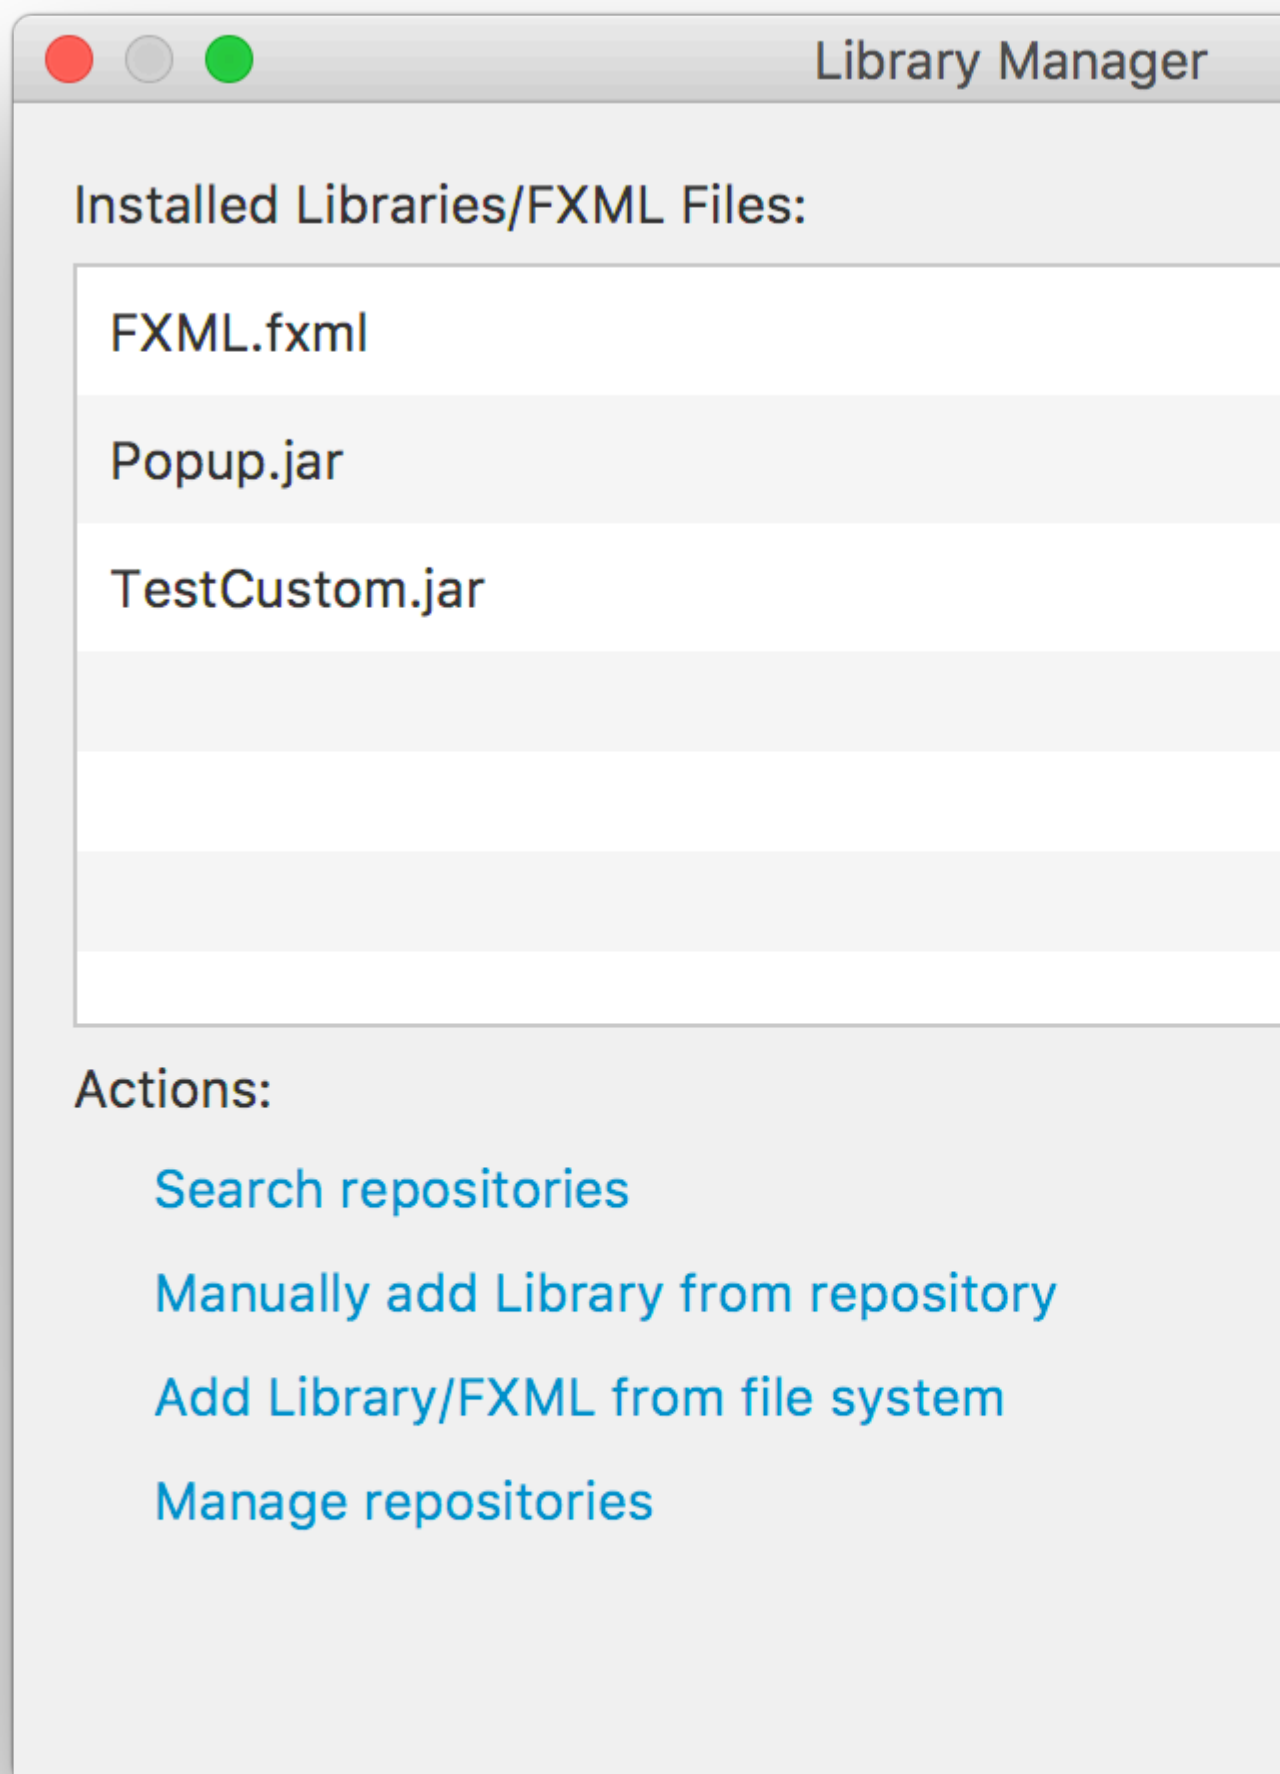 Library Manager
Installed Libraries/FXML Files:
FXML.fxml
Popup.jar
TestCustom.jar
Actions:
Search repositories
Manually add Library from repository
Add Library/FXML from file system
Manage repositories